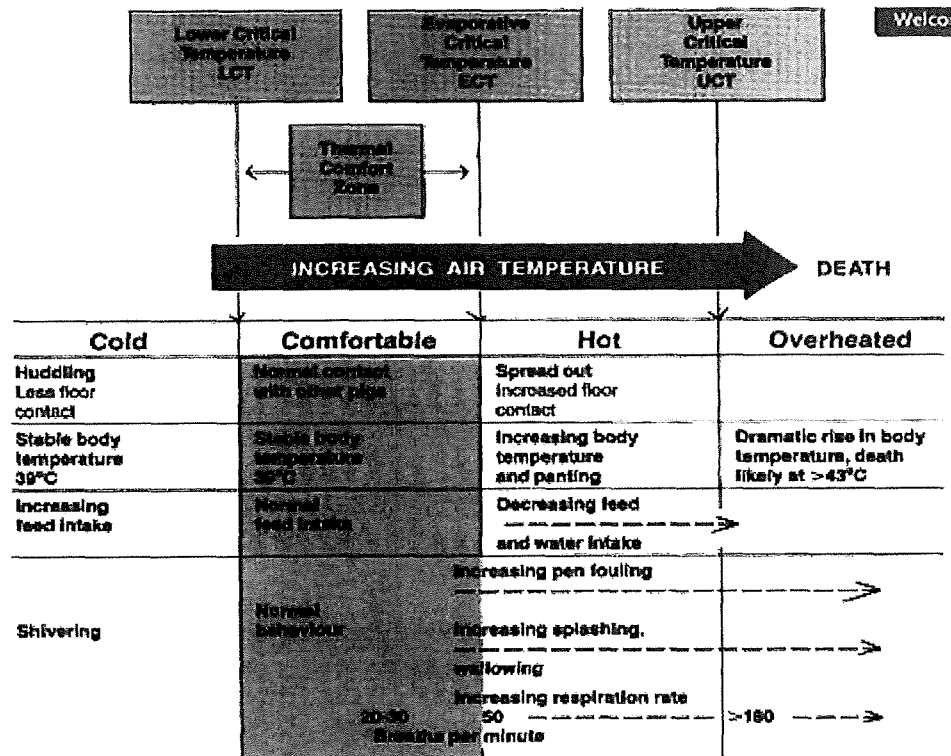 Lower Critical
Temperature
LCT
Evaporative
Critical
Temperature
ECT
Upper
Critical
Temperature
UCT
Welco
Thermal
Comfort
Zone
INCREASING AIR TEMPERATURE
DEATH
Cold
Comfortable
Hot
Overheated
Huddling
Less floor
contact
Normal contact
with other pigs
Spread out
Increased floor
contact
Stable body
temperature
39°C
Stable body
temperature
39°C
Increasing body
temperature
and panting
Dramatic rise in body
temperature, death
likely at >43°C
Increasing
feed intake
Normal
feed intake
Decreasing feed
and water intake
Increasing pen fouling
Shivering
Normal
behaviour
Increasing splashing,
wallowing
Increasing respiration rate
20-30 50 >160
Breaths per minute